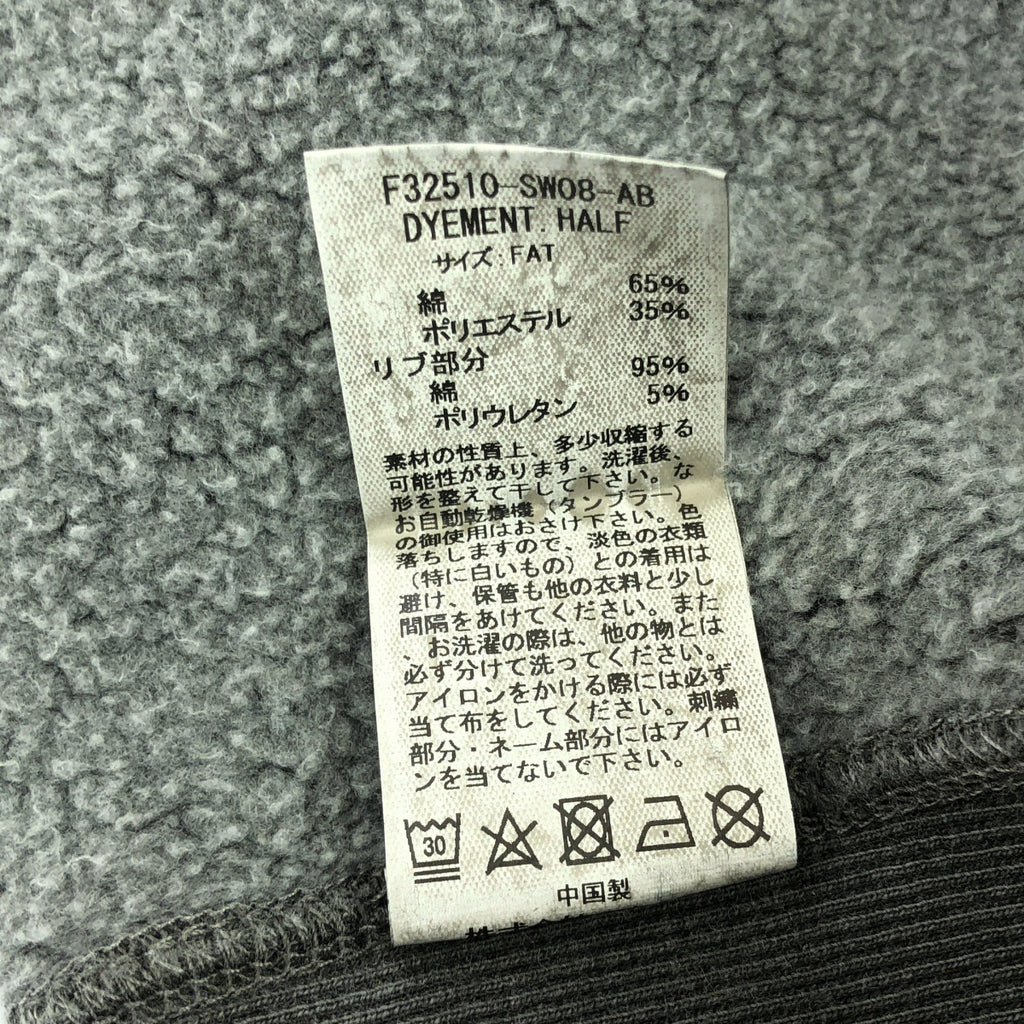 F32510-SW08-AB
DYEMENT.HALF
サイズ:FAT
綿 65%
ポリエステル 35%
リブ部分
綿 95%
ポリウレタン 5%
素材の性質上、多少収縮する
可能性があります。洗濯後、
形を整えて干して下さい。な
お自動乾燥機(タンブラー)
の御使用はおさけ下さい。色
落ちしますので、淡色の衣類
(特に白いもの)との着用は
避け、保管も他の衣料と少し
間隔をあけてください。また
、お洗濯の際は、他の物とは
必ず分けて洗ってください。
アイロンをかける際には必ず
当て布をしてください。刺繍
部分・ネーム部分にはアイロ
ンを当てないで下さい。
30
中国製